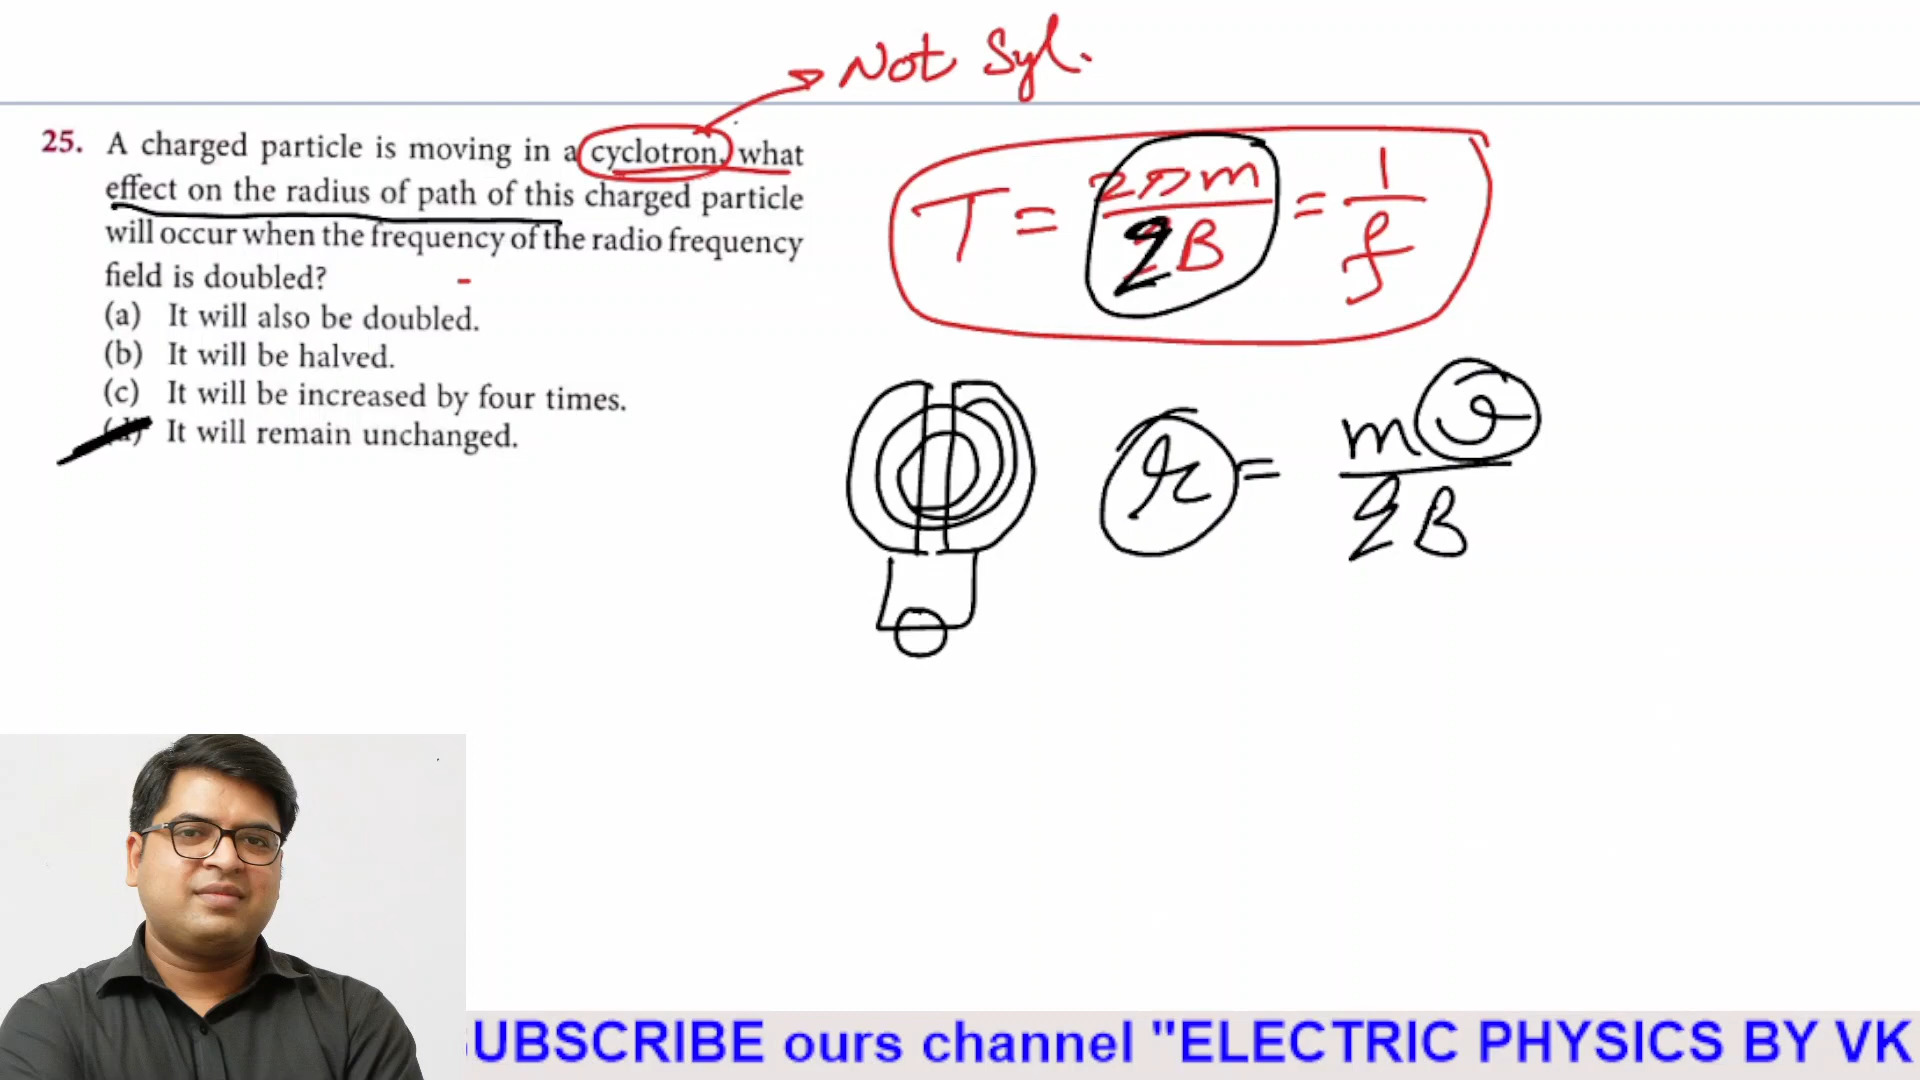 Not Syl.
25. A charged particle is moving in a cyclotron, what
effect on the radius of path of this charged particle
will occur when the frequency of the radio frequency
field is doubled?
(a) It will also be doubled.
(b) It will be halved.
(c) It will be increased by four times.
(d) It will remain unchanged.
T = 2πm/qB = 1/f
r = mv/qB
UBSCRIBE ours channel "ELECTRIC PHYSICS BY VK